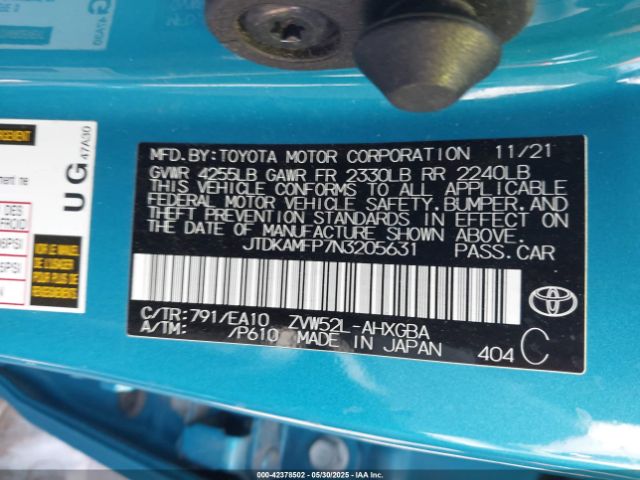 UG 47A30
MFD. BY: TOYOTA MOTOR CORPORATION 11/21
GVWR 4255LB GAWR FR 2330LB RR 2240LB
THIS VEHICLE CONFORMS TO ALL APPLICABLE
FEDERAL MOTOR VEHICLE SAFETY, BUMPER, AND
THEFT PREVENTION STANDARDS IN EFFECT ON
THE DATE OF MANUFACTURE SHOWN ABOVE.
JTDKAMFP7N3205631 PASS. CAR
C/TR: 791/EA10 ZVW52L-AHXGBA
A/TM: /P610 MADE IN JAPAN
404 C
TOYOTA
000-42378502 - 05/30/2025 - IAA, Inc.